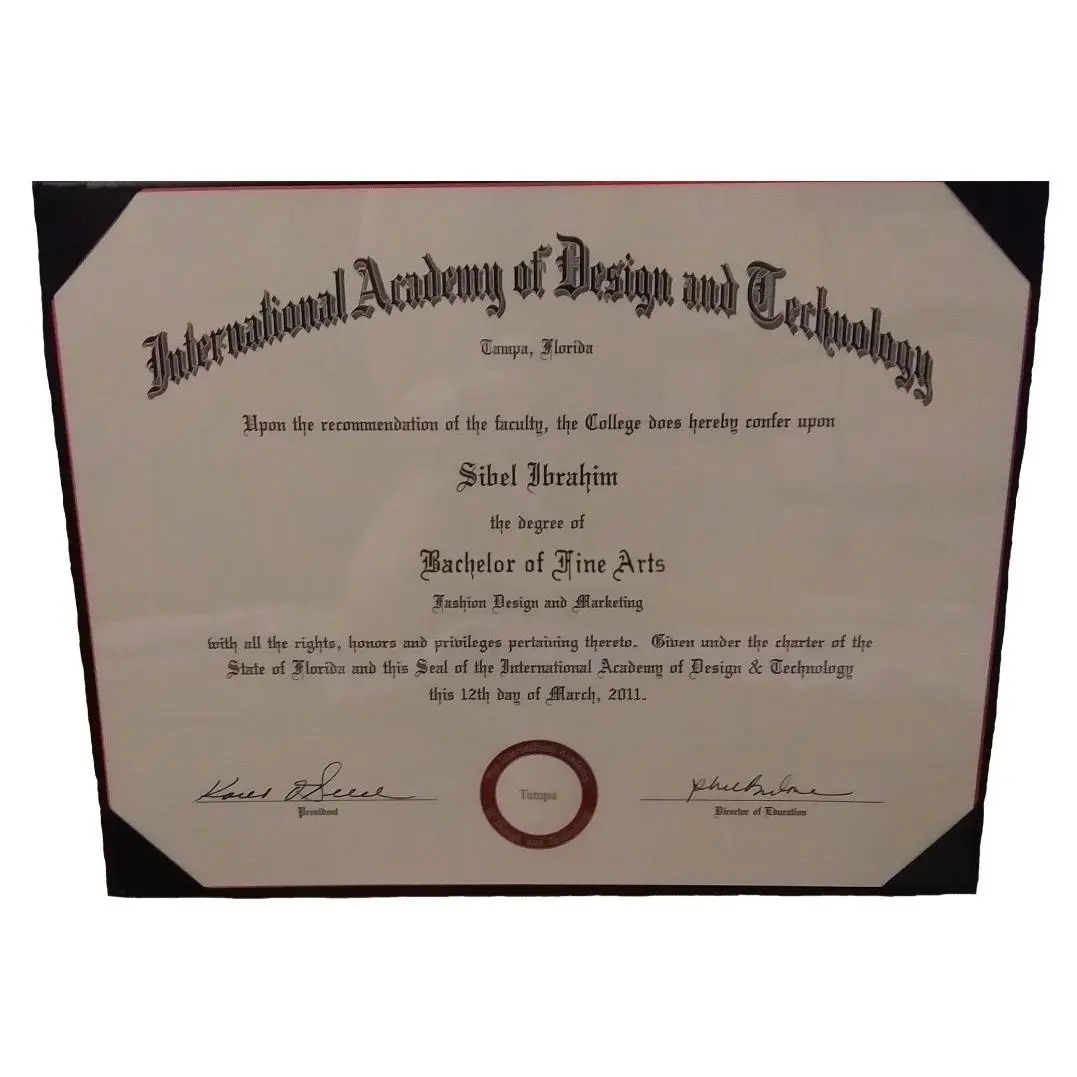 International Academy of Design and Technology
Tampa, Florida
Upon the recommendation of the faculty, the College does hereby confer upon
Sibel Ibrahim
the degree of
Bachelor of Fine Arts
Fashion Design and Marketing
with all the rights, honors and privileges pertaining thereto. Given under the charter of the
State of Florida and this Seal of the International Academy of Design & Technology
this 12th day of March, 2011.
International Academy
Tampa
President
Director of Education